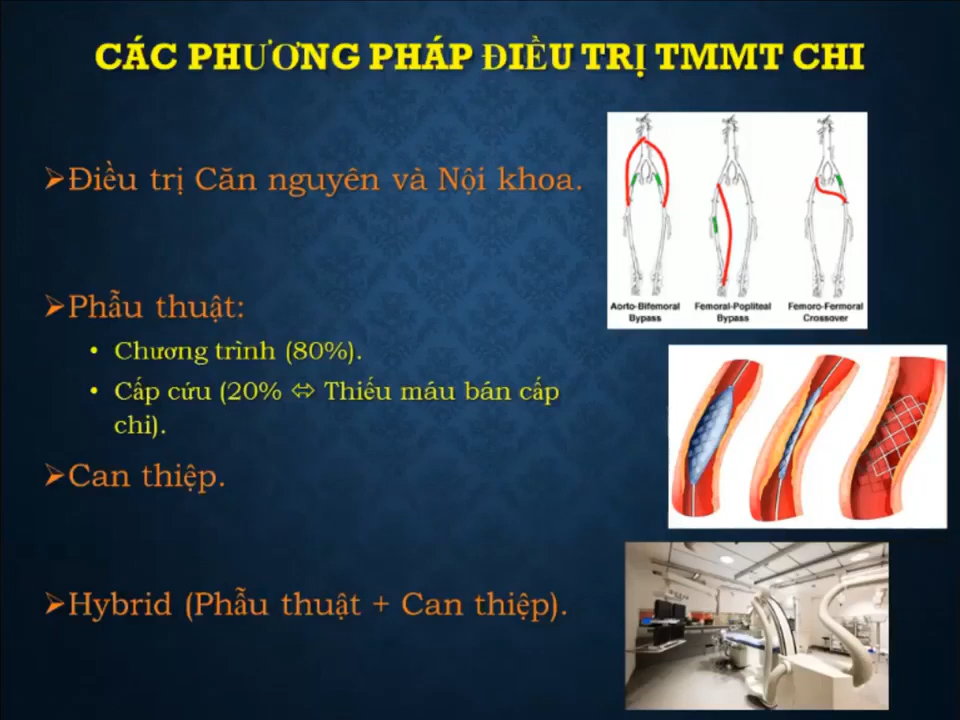 CÁC PHƯƠNG PHÁP ĐIỀU TRỊ TMMT CHI
➢Điều trị Căn nguyên và Nội khoa.
➢Phẫu thuật:
• Chương trình (80%).
• Cấp cứu (20% ⬄ Thiếu máu bán cấp
chi).
➢Can thiệp.
➢Hybrid (Phẫu thuật + Can thiệp).
Aorto-Bifemoral
Bypass
Femoral-Popliteal
Bypass
Femoro-Fermoral
Crossover